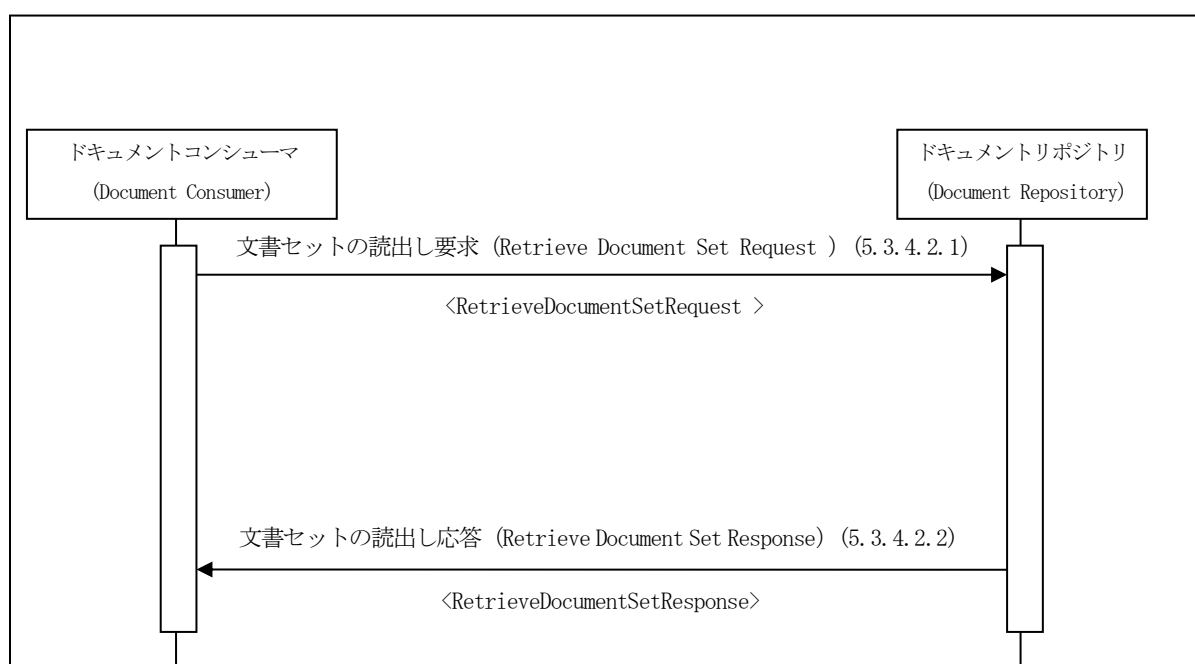 ドキュメントコンシューマ
(Document Consumer)
ドキュメントリポジトリ
(Document Repository)
文書セットの読出し要求 (Retrieve Document Set Request ) (5.3.4.2.1)
<RetrieveDocumentSetRequest >
文書セットの読出し応答 (Retrieve Document Set Response) (5.3.4.2.2)
<RetrieveDocumentSetResponse>